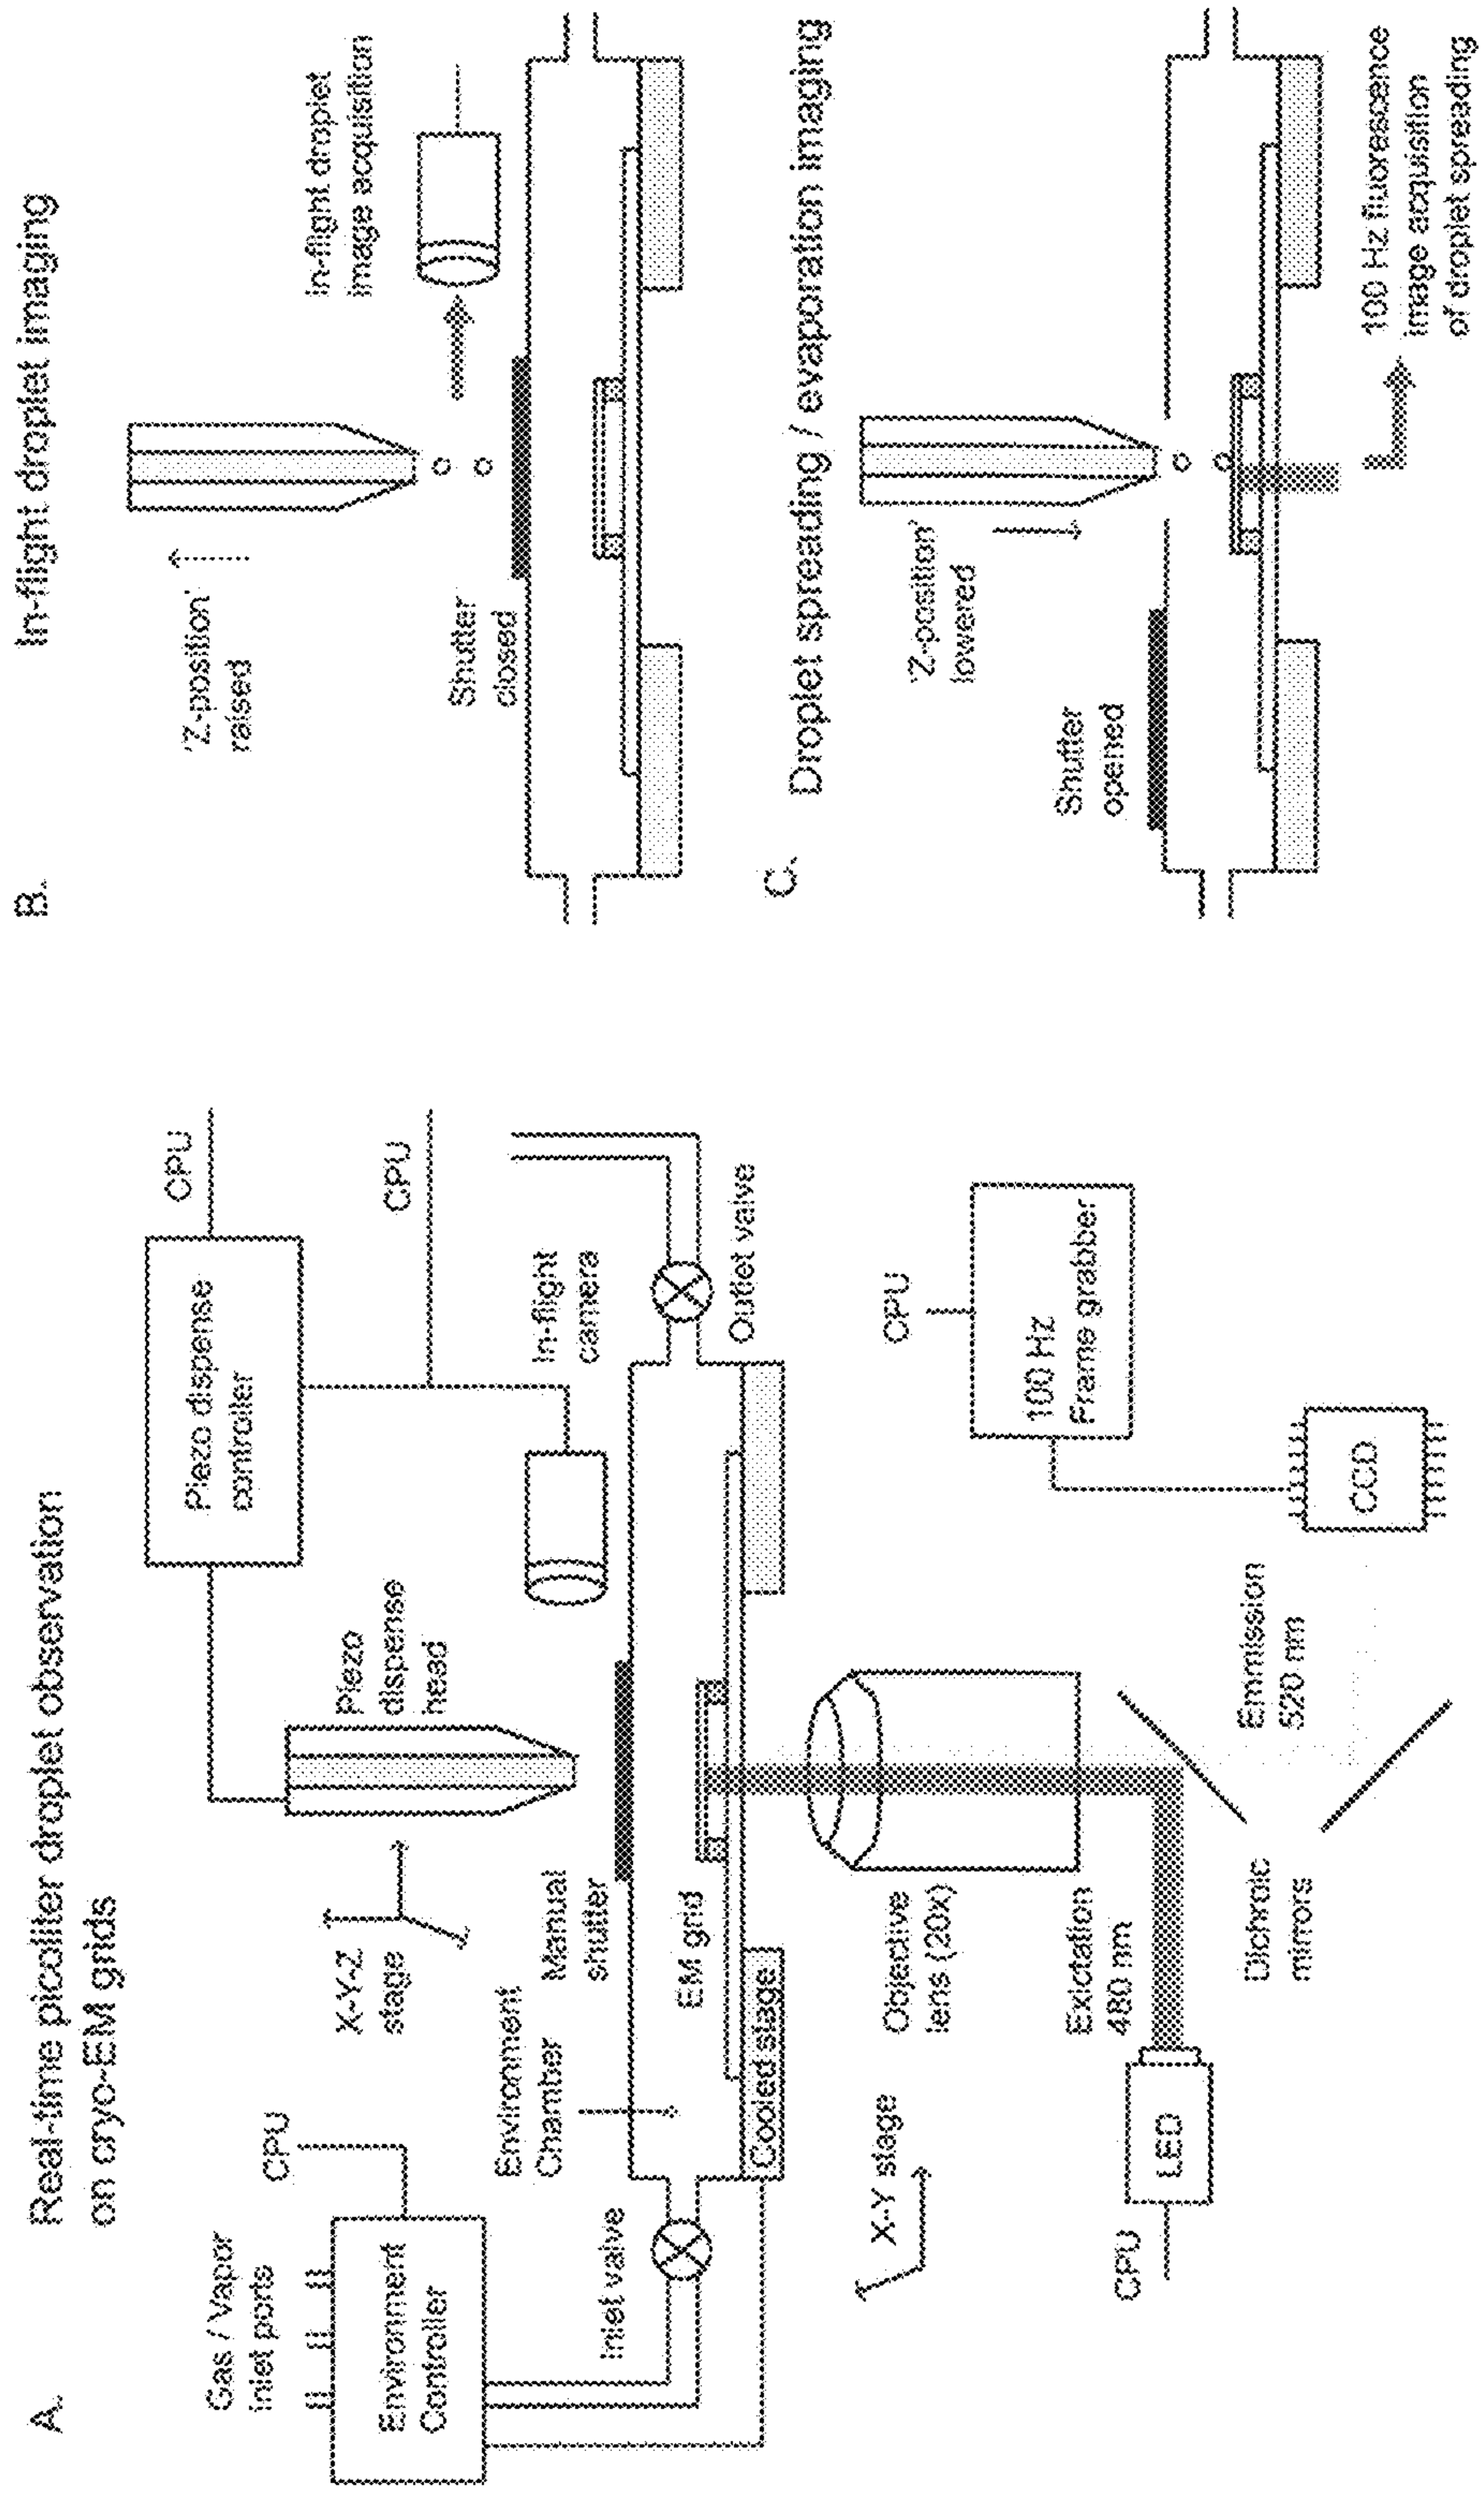 A.
Real-time picoliter droplet observation
on cryo-EM grids
Gas / Vapor
inlet ports
CPU
Environment
Controller
Inlet valve
Environment
Chamber
X-Y-Z
stage
Piezo
dispense
head
Piezo dispense
controller
CPU
CPU
In-flight
camera
Manual
shutter
EM grid
Outlet valve
Cooled stage
X-Y stage
Objective
lens (20x)
Exictation
480 nm
CPU
LED
Dichroic
mirrors
Emmission
520 nm
CCD
100 Hz
Frame grabber
CPU
B.
In-flight droplet imaging
'Z-position'
raised
In-flight droplet
image acquisition
Shutter
closed
C.
Droplet spreading / evaporation imaging
'Z-position'
lowered
Shutter
opened
100 Hz fluorescence
image acquisition
of droplet spreading